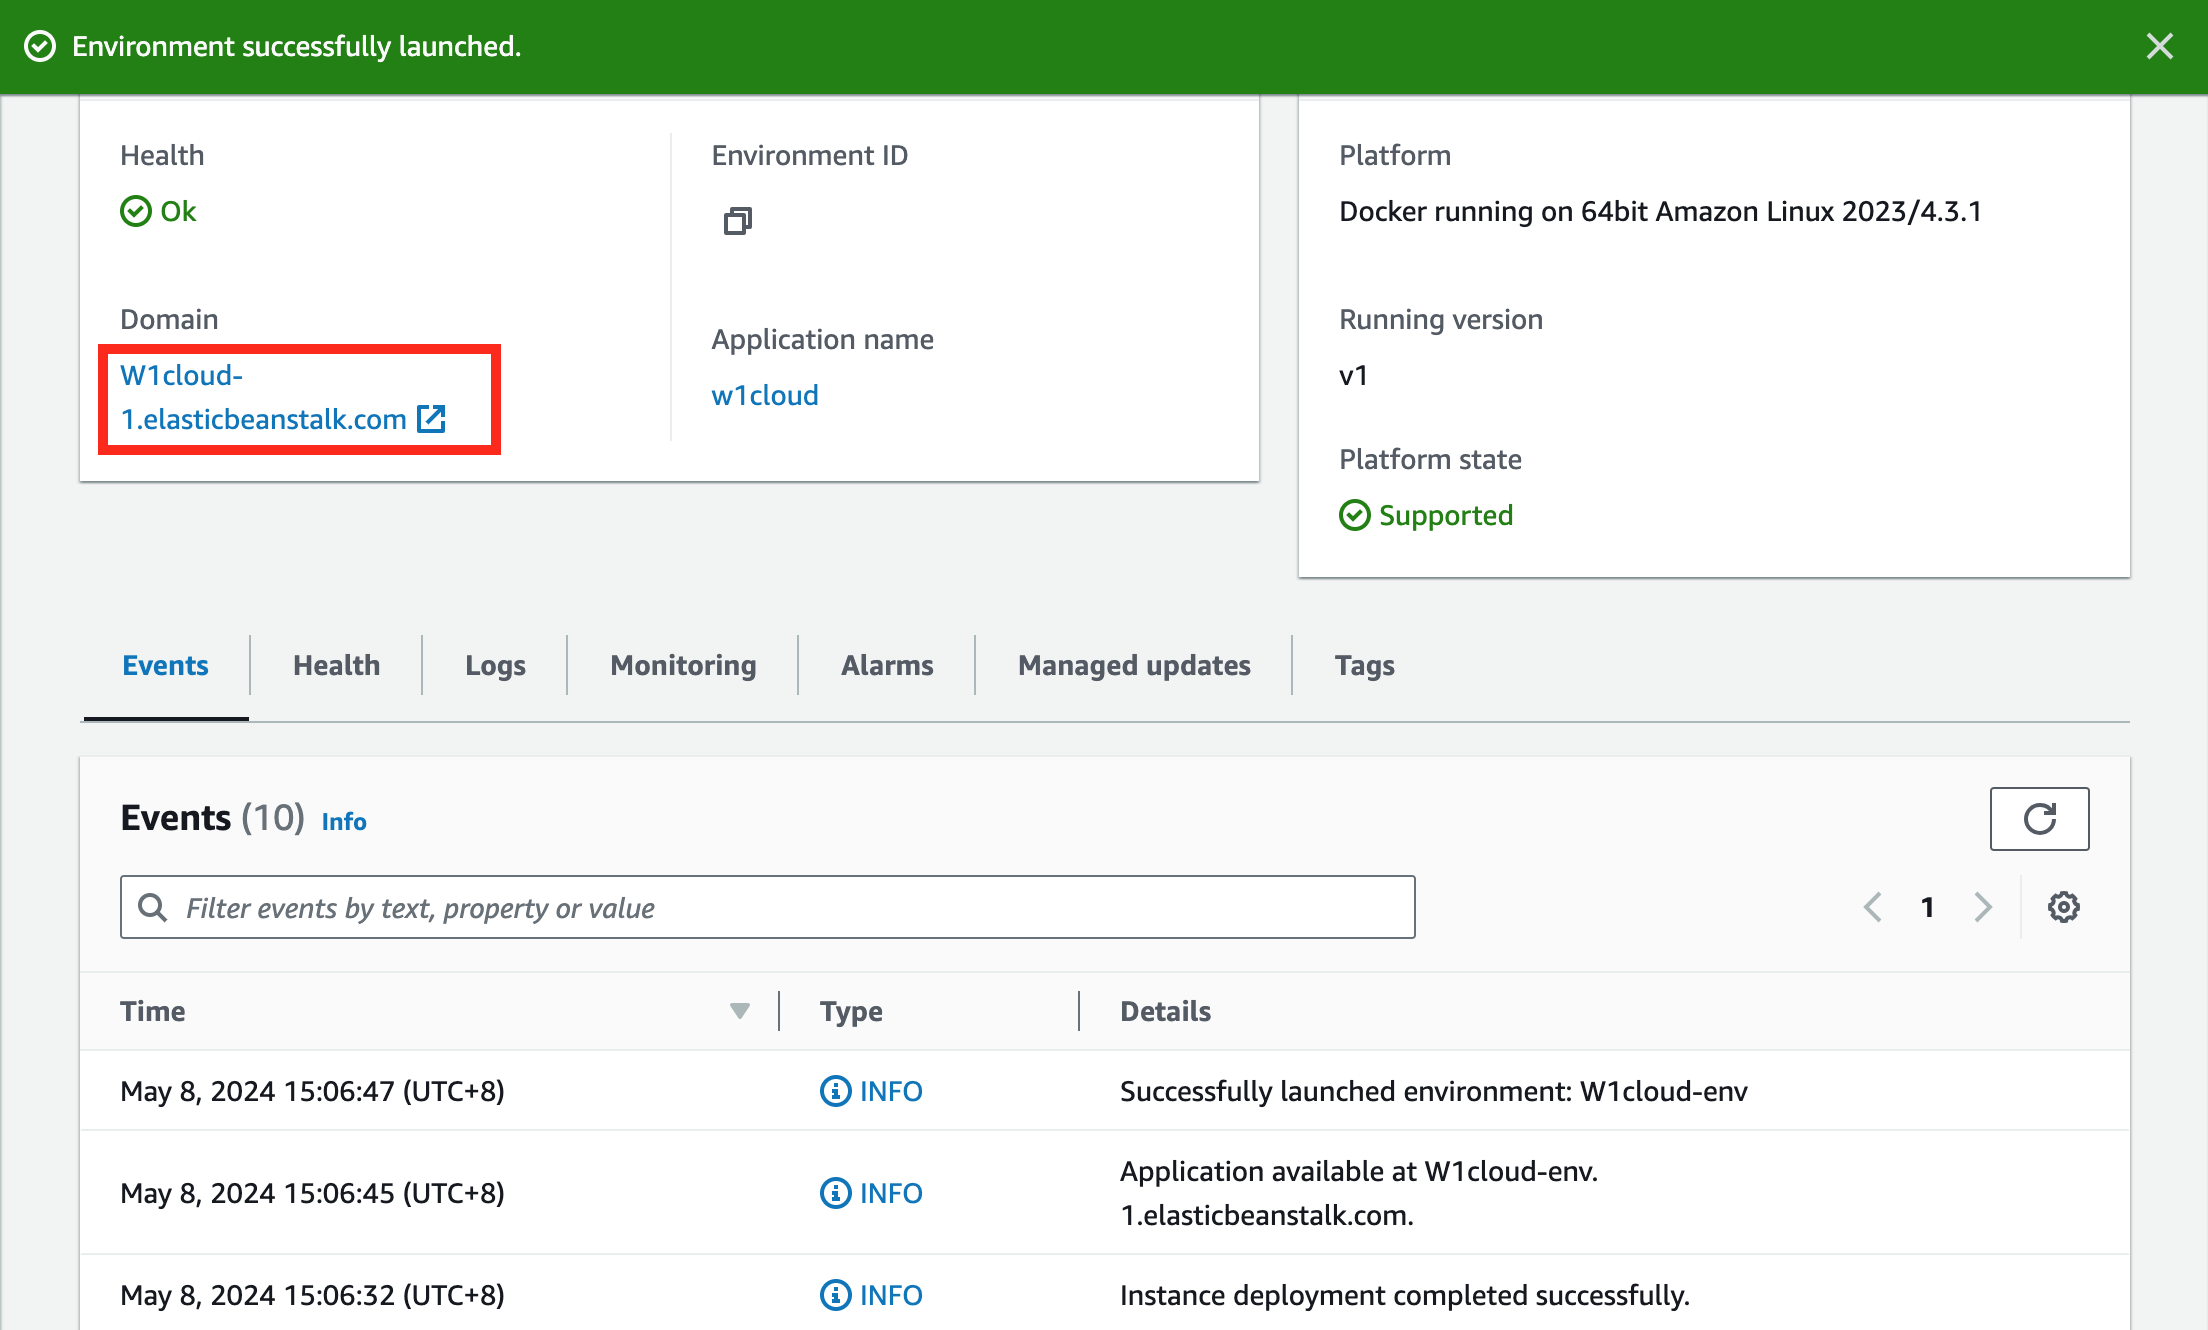 Environment successfully launched.
Health
Ok
Environment ID
Platform
Docker running on 64bit Amazon Linux 2023/4.3.1
Domain
W1cloud-
1.elasticbeanstalk.com
Application name
w1cloud
Running version
v1
Platform state
Supported
Events Health Logs Monitoring Alarms Managed updates Tags
Events (10) Info
Filter events by text, property or value
1
Time Type Details
May 8, 2024 15:06:47 (UTC+8) INFO Successfully launched environment: W1cloud-env
May 8, 2024 15:06:45 (UTC+8) INFO Application available at W1cloud-env.
1.elasticbeanstalk.com.
May 8, 2024 15:06:32 (UTC+8) INFO Instance deployment completed successfully.